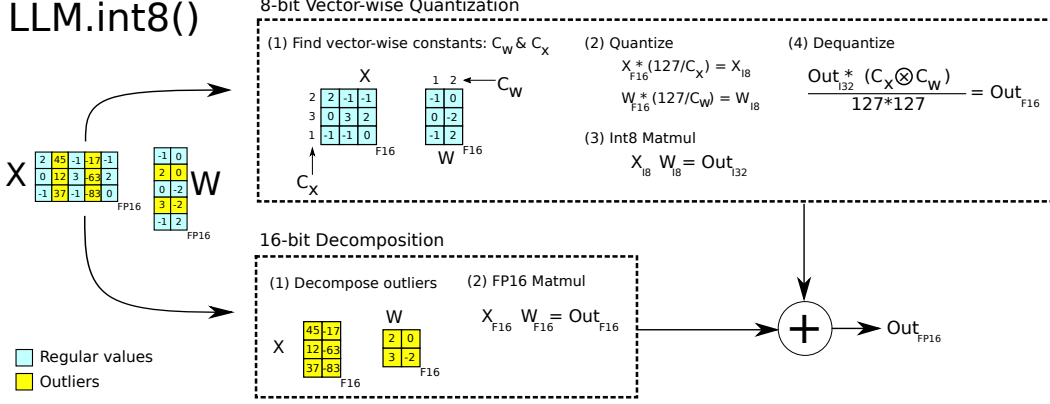 LLM.int8()
8-bit Vector-wise Quantization
(1) Find vector-wise constants: C_W & C_X
X
2 2 -1 -1
3 0 3 2
1 -1 -1 0
F16
C_X
1 2 C_W
-1 0
0 -2
-1 2
W F16
(2) Quantize
X_F16 * (127/C_X) = X_I8
W_F16 * (127/C_W) = W_I8
(3) Int8 Matmul
X_I8 W_I8 = Out_I32
(4) Dequantize
Out_I32 * (C_X ⊗ C_W)
127*127
= Out_F16
X
2 45 -1 -17 -1
0 12 3 -63 2
-1 37 -1 -83 0
FP16
W
-1 0
2 0
0 -2
3 -2
-1 2
FP16
16-bit Decomposition
(1) Decompose outliers
X
45 -17
12 -63
37 -83
F16
W
2 0
3 -2
F16
(2) FP16 Matmul
X_F16 W_F16 = Out_F16
+
Out_FP16
Regular values
Outliers